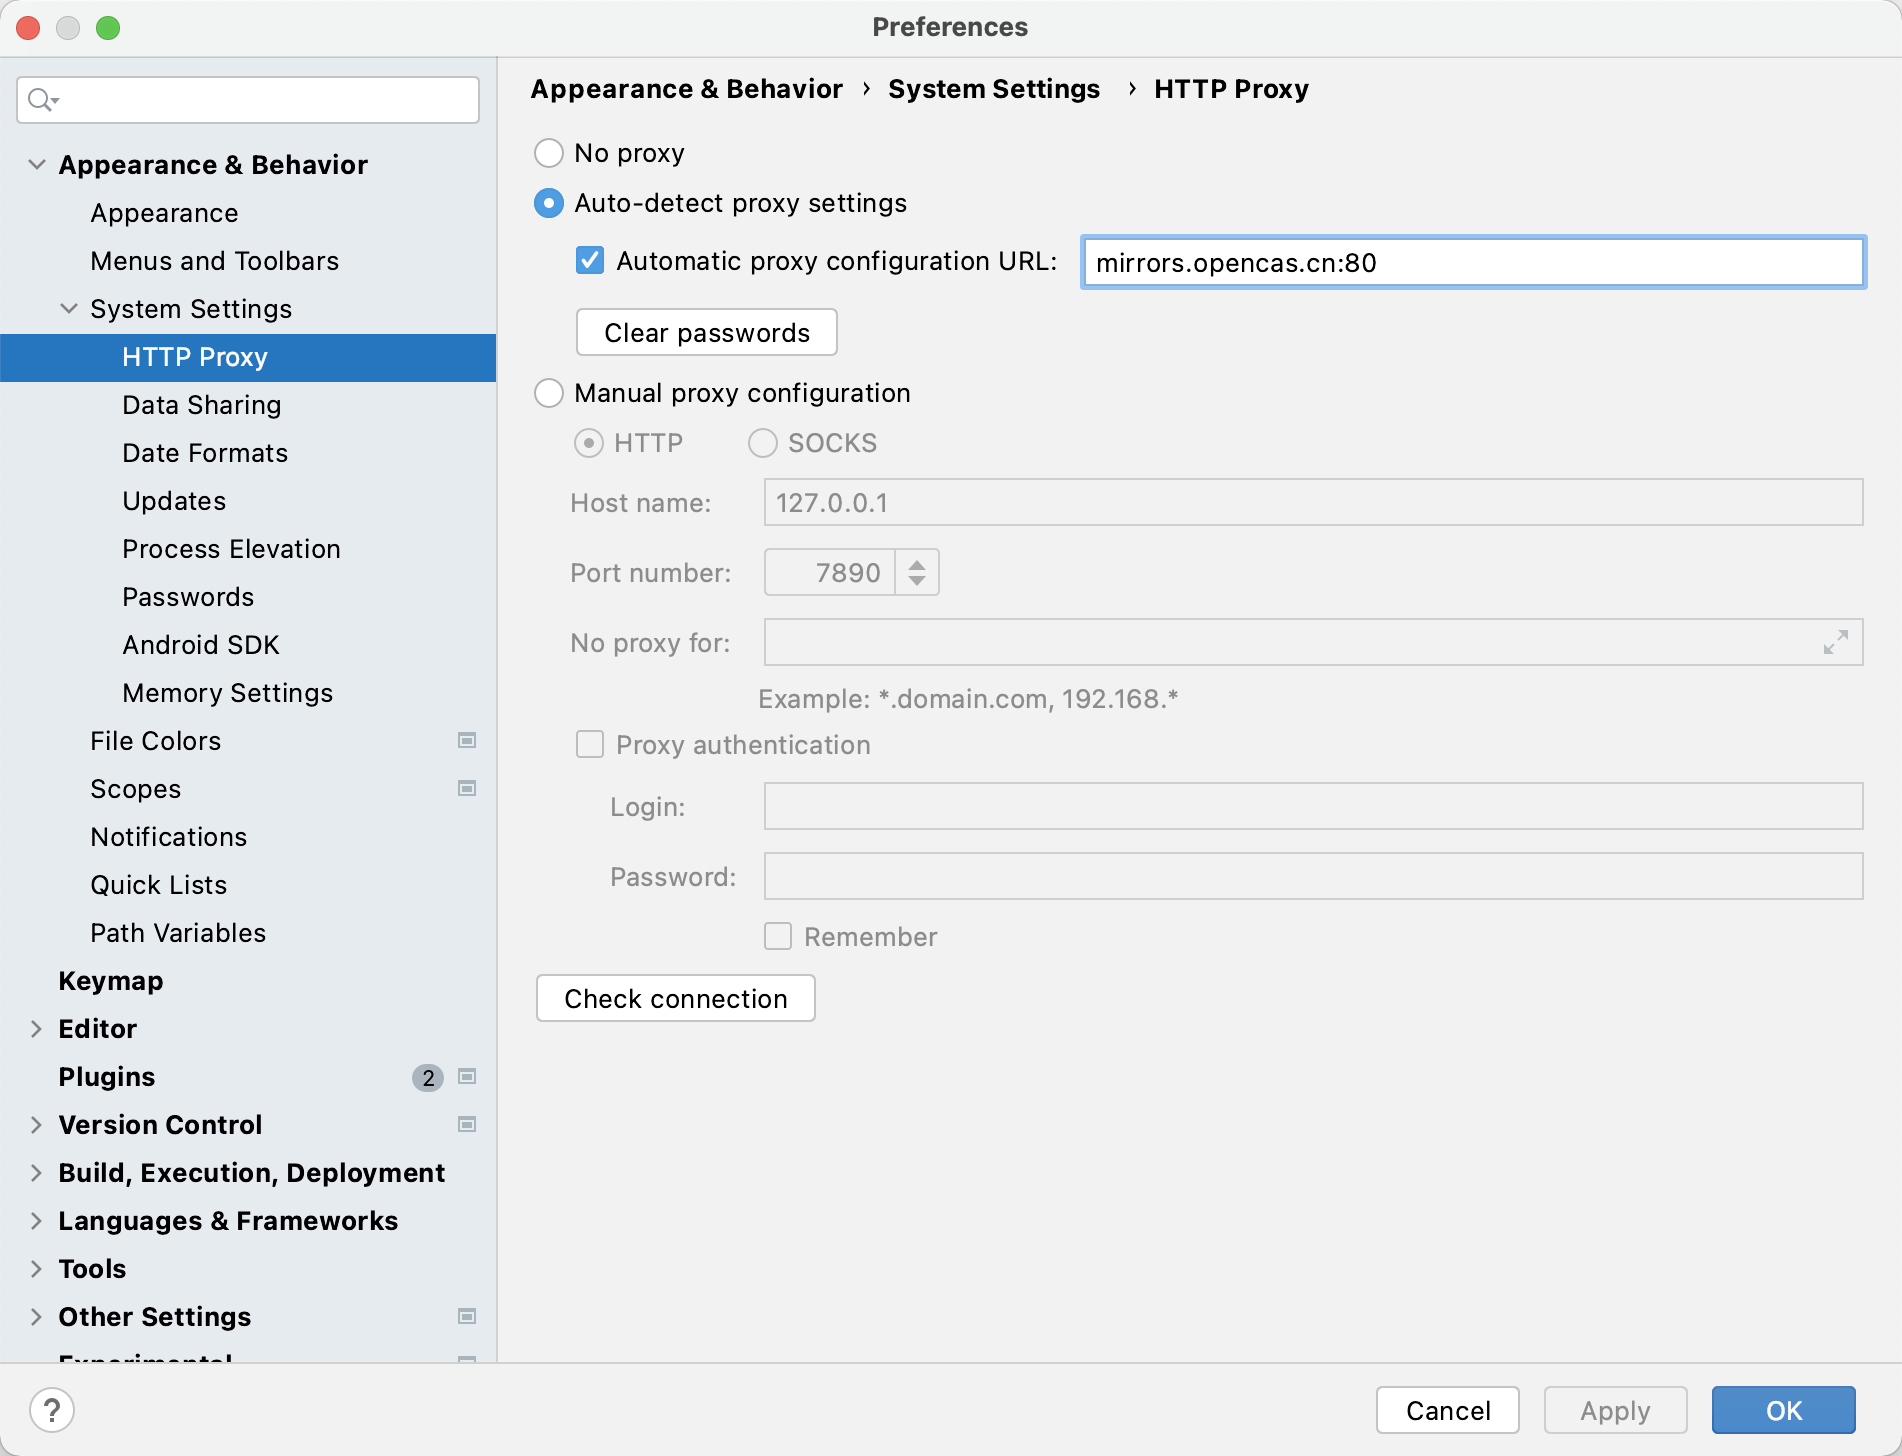 Preferences
Appearance & Behavior
Appearance
Menus and Toolbars
System Settings
HTTP Proxy
Data Sharing
Date Formats
Updates
Process Elevation
Passwords
Android SDK
Memory Settings
File Colors
Scopes
Notifications
Quick Lists
Path Variables
Keymap
Editor
Plugins 2
Version Control
Build, Execution, Deployment
Languages & Frameworks
Tools
Other Settings
Experimental
Appearance & Behavior › System Settings › HTTP Proxy
No proxy
Auto-detect proxy settings
Automatic proxy configuration URL: mirrors.opencas.cn:80
Clear passwords
Manual proxy configuration
HTTP SOCKS
Host name: 127.0.0.1
Port number: 7890
No proxy for:
Example: *.domain.com, 192.168.*
Proxy authentication
Login:
Password:
Remember
Check connection
? Cancel Apply OK